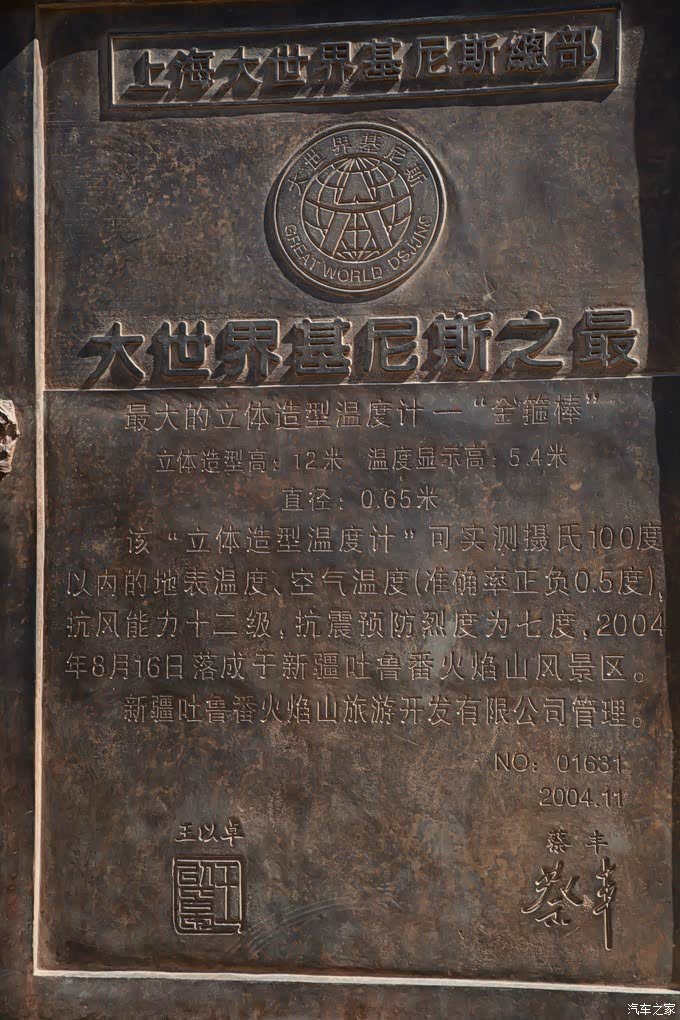 上海大世界基尼斯總部
大世界基尼斯
GREAT WORLD DSJJNS
大世界基尼斯之最
最大的立体造型温度计一“金箍棒”
立体造型高：12米 温度显示高：5.4米
直径：0.65米
该“立体造型温度计”可实测摄氏100度
以内的地表温度、空气温度(准确率正负0.5度),
抗风能力十二级，抗震预防烈度为七度，2004
年8月16日落成于新疆吐鲁番火焰山风景区。
新疆吐鲁番火焰山旅游开发有限公司管理。
NO：01631
2004.11
王以卓
蔡丰
汽车之家